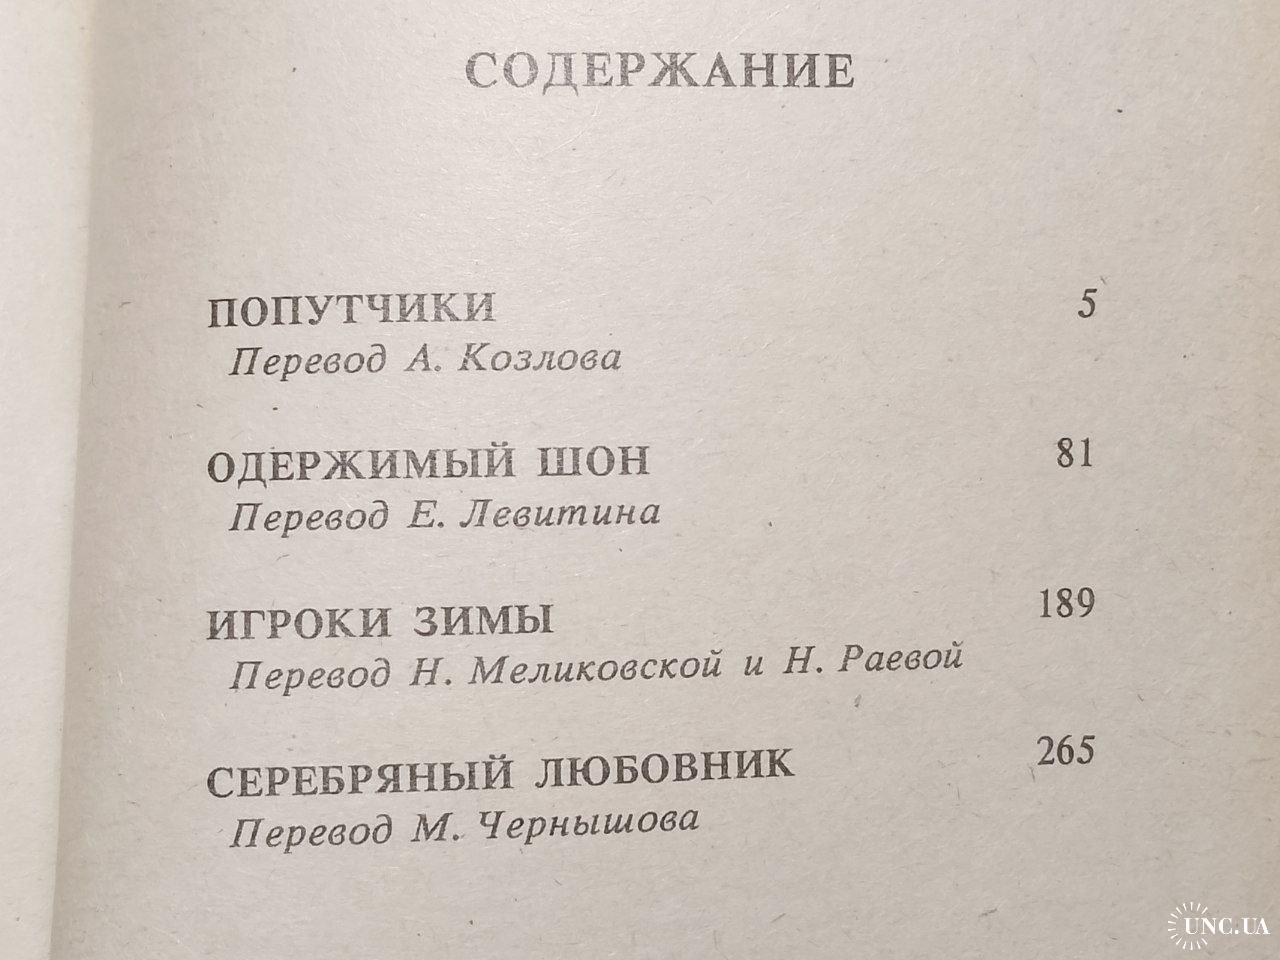 СОДЕРЖАНИЕ
ПОПУТЧИКИ 5
Перевод А. Козлова
ОДЕРЖИМЫЙ ШОН 81
Перевод Е. Левитина
ИГРОКИ ЗИМЫ 189
Перевод Н. Меликовской и Н. Раевой
СЕРЕБРЯНЫЙ ЛЮБОВНИК 265
Перевод М. Чернышова
UNC.UA